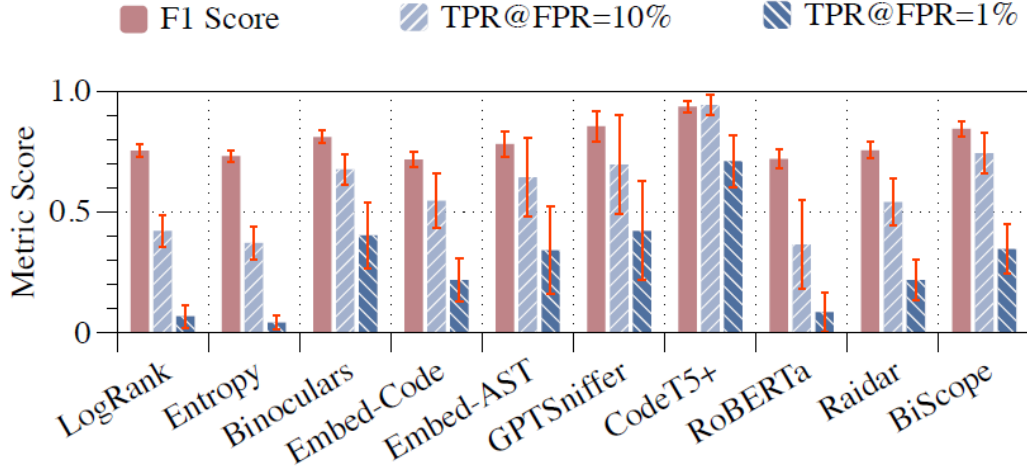 F1 Score TPR@FPR=10% TPR@FPR=1%
1.0
0.5
0
Metric Score
LogRank
Entropy
Binoculars
Embed-Code
Embed-AST
GPTSniffer
CodeT5+
RoBERTa
Raidar
BiScope